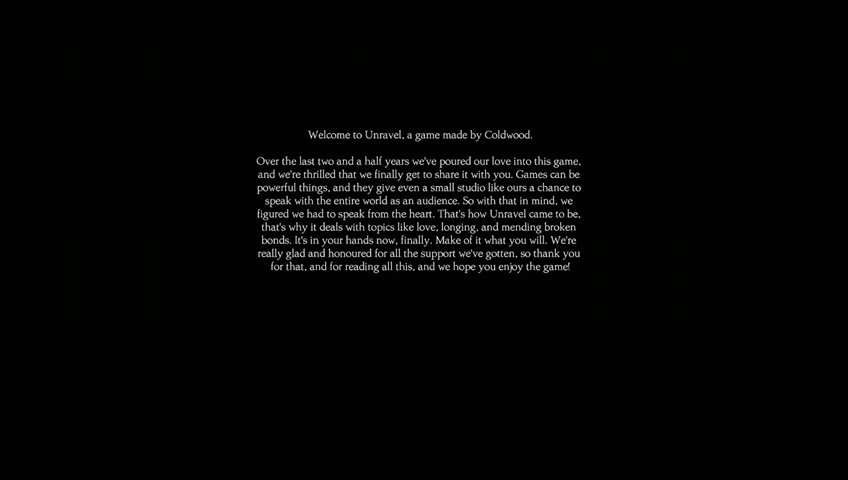 Welcome to Unravel, a game made by Coldwood.
Over the last two and a half years we've poured our love into this game,
and we're thrilled that we finally get to share it with you. Games can be
powerful things, and they give even a small studio like ours a chance to
speak with the entire world as an audience. So with that in mind, we
figured we had to speak from the heart. That's how Unravel came to be,
that's why it deals with topics like love, longing, and mending broken
bonds. It's in your hands now, finally. Make of it what you will. We're
really glad and honoured for all the support we've gotten, so thank you
for that, and for reading all this, and we hope you enjoy the game!